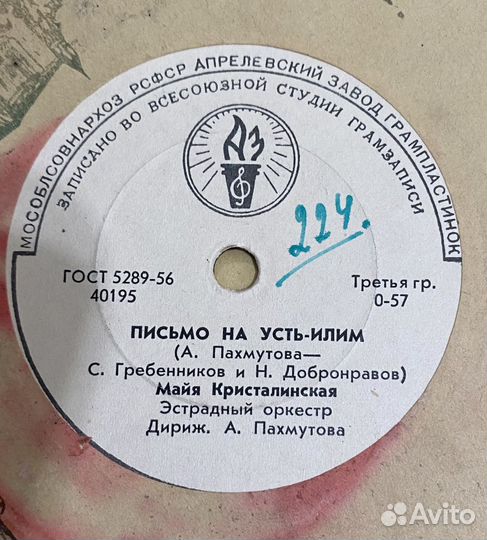 МОСОБЛСОВНАРХОЗ РСФСР АПРЕЛЕВСКИЙ ЗАВОД ГРАМПЛАСТИНОК
ЗАПИСАНО ВО ВСЕСОЮЗНОЙ СТУДИИ ГРАМЗАПИСИ
АЗ
224.
ГОСТ 5289-56
40195
Третья гр.
0-57
ПИСЬМО НА УСТЬ-ИЛИМ
(А. Пахмутова—
С. Гребенников и Н. Добронравов)
Майя Кристалинская
Эстрадный оркестр
Дириж. А. Пахмутова
Avito